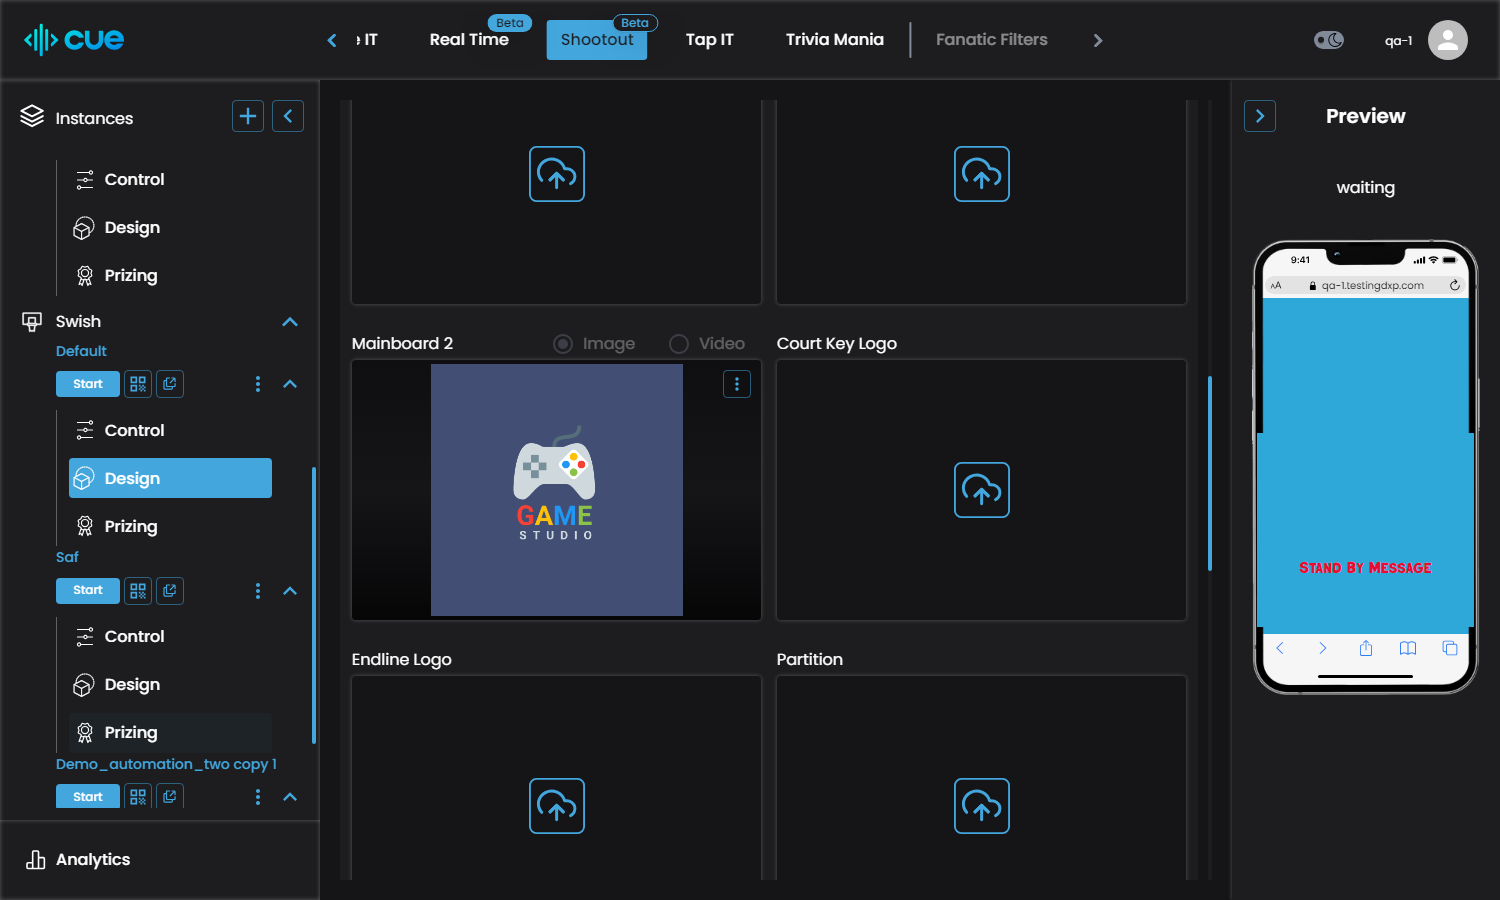 cue
e IT
Real Time
Beta
Shootout
Beta
Tap IT
Trivia Mania
Fanatic Filters
qa-1
Instances
Control
Design
Prizing
Swish
Default
Start
Control
Design
Prizing
Saf
Start
Control
Design
Prizing
Demo_automation_two copy 1
Start
Analytics
Mainboard 2
Image
Video
Court Key Logo
GAME
STUDIO
Endline Logo
Partition
Preview
waiting
9:41
AA
qa-1.testingdxp.com
Stand By Message